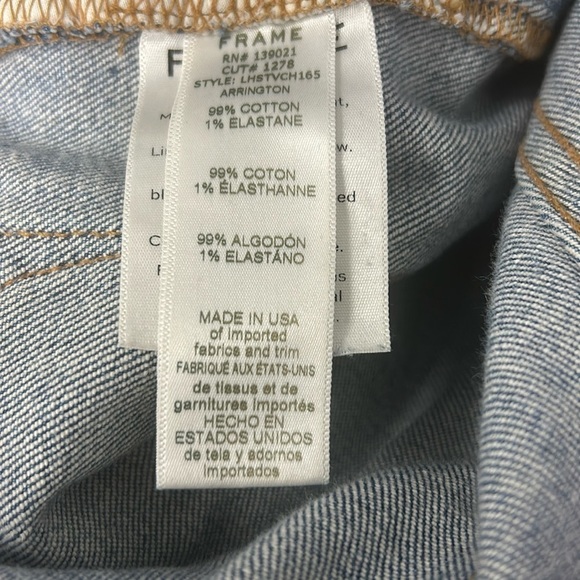 FRAME
RN# 139021
CUT# 1278
STYLE: LHSTVCH165
ARRINGTON
99% COTTON
1% ELASTANE
99% COTON
1% ÉLASTHANNE
99% ALGODÓN
1% ELASTÁNO
MADE IN USA
of imported
fabrics and trim
FABRIQUÉ AUX ÉTATS-UNIS
de tissus et de
garnitures importés
HECHO EN
ESTADOS UNIDOS
de tela y adornos
importados